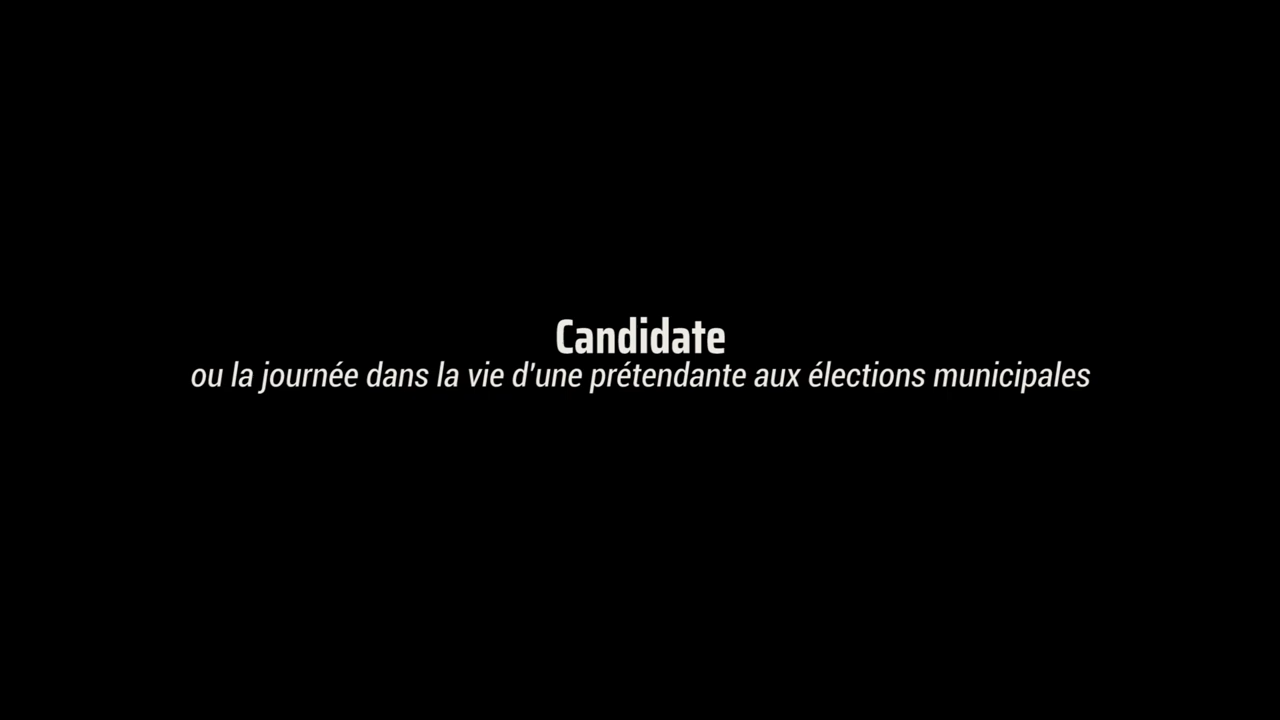 Candidate
ou la journée dans la vie d'une prétendante aux élections municipales